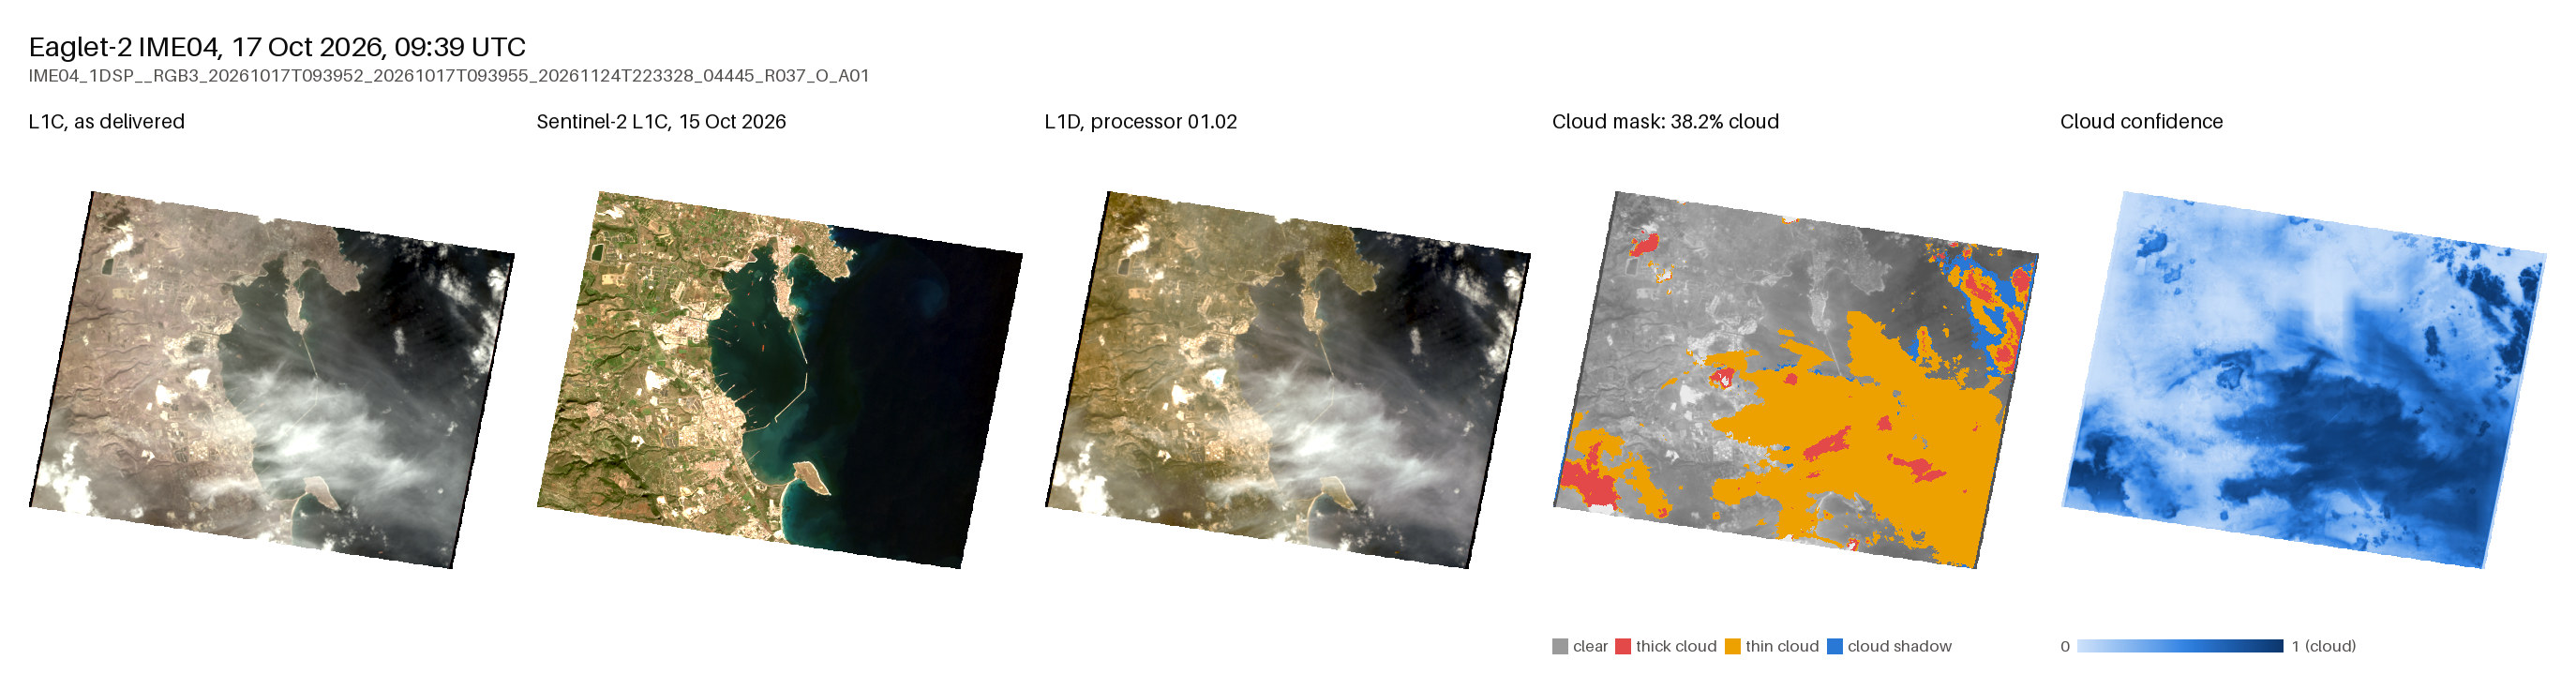 Eaglet-2 IME04, 17 Oct 2026, 09:39 UTC
IME04_1DSP__RGB3_20261017T093952_20261017T093955_20261124T223328_04445_R037_O_A01
L1C, as delivered
Sentinel-2 L1C, 15 Oct 2026
L1D, processor 01.02
Cloud mask: 38.2% cloud
Cloud confidence
clear
thick cloud
thin cloud
cloud shadow
0
1 (cloud)